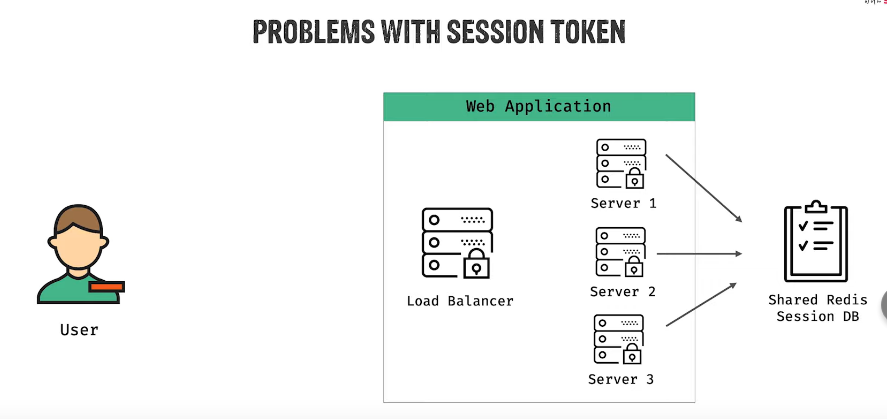 PROBLEMS WITH SESSION TOKEN
Web Application
Server 1
Load Balancer
Server 2
Shared Redis
Session DB
User
Server 3